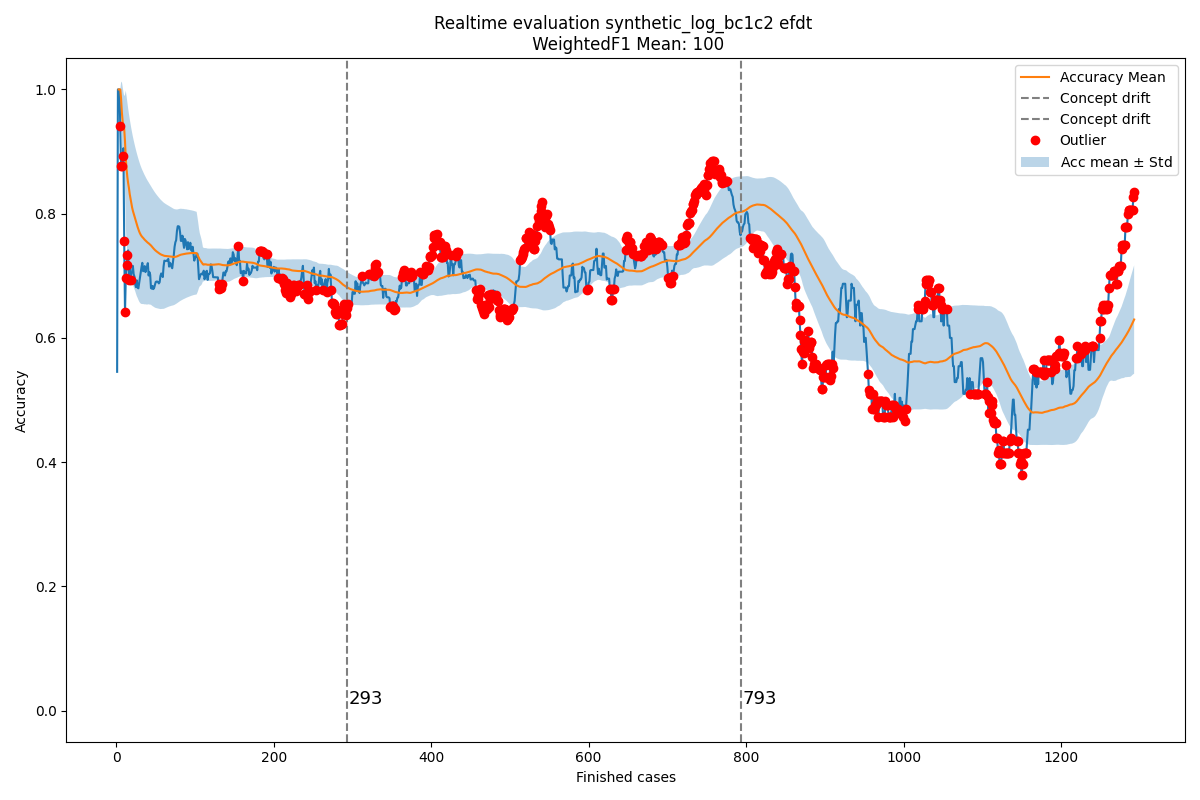 Realtime evaluation synthetic_log_bc1c2 efdt
WeightedF1 Mean: 100
Accuracy Mean
Concept drift
Concept drift
Outlier
Acc mean ± Std
1.0
0.8
0.6
0.4
0.2
0.0
Accuracy
293
793
0
200
400
600
800
1000
1200
Finished cases